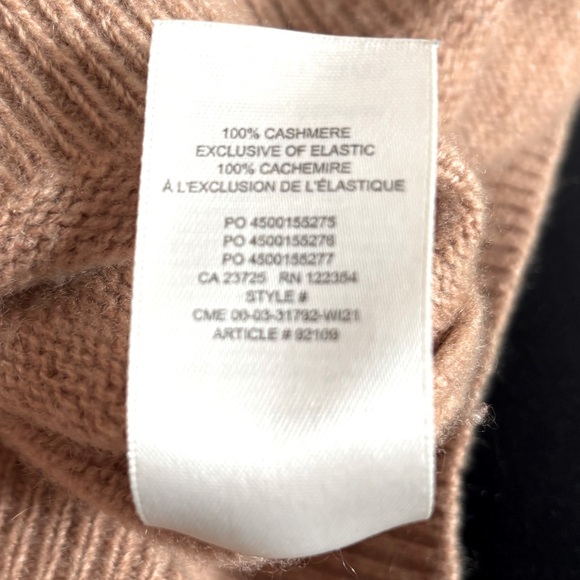 100% CASHMERE
EXCLUSIVE OF ELASTIC
100% CACHEMIRE
À L'EXCLUSION DE L'ÉLASTIQUE
PO 4500155275
PO 4500155276
PO 4500155277
CA 23725 RN 122364
STYLE #
CME 00-03-31792-WI21
ARTICLE # 92109